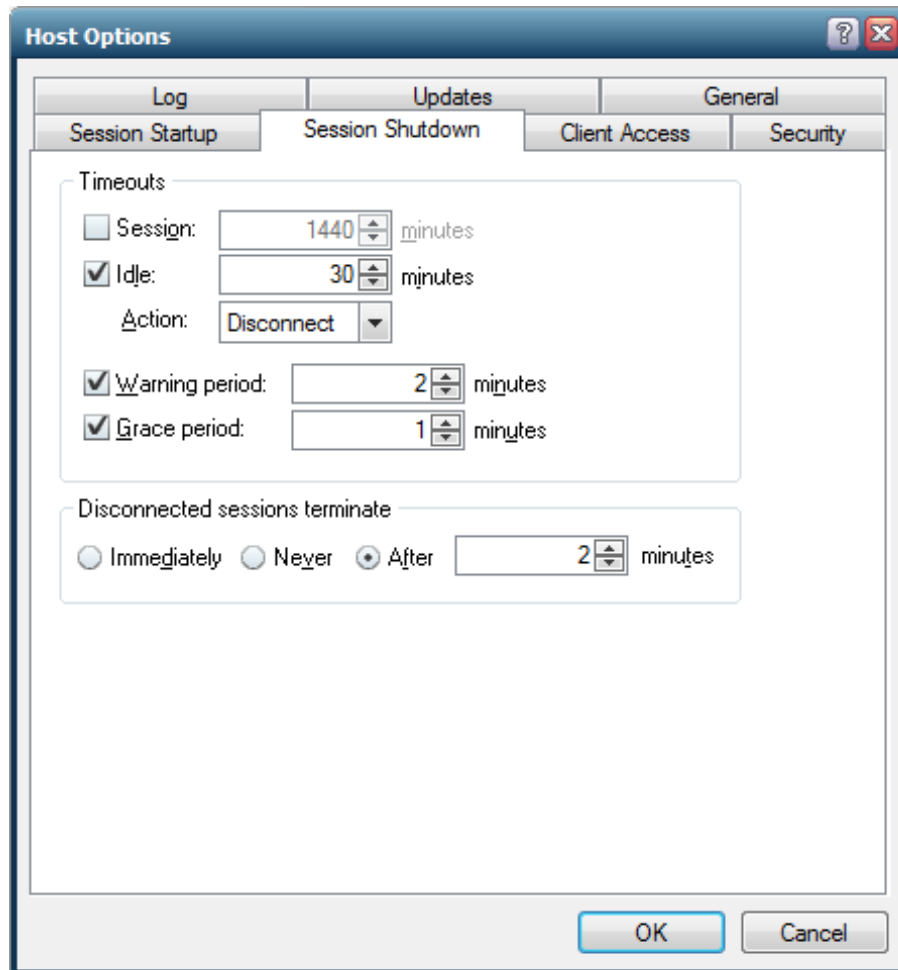 Host Options
Log Updates General
Session Startup Session Shutdown Client Access Security
Timeouts
Session: 1440 minutes
Idle: 30 minutes
Action: Disconnect
Warning period: 2 minutes
Grace period: 1 minutes
Disconnected sessions terminate
Immediately Never After 2 minutes
OK Cancel